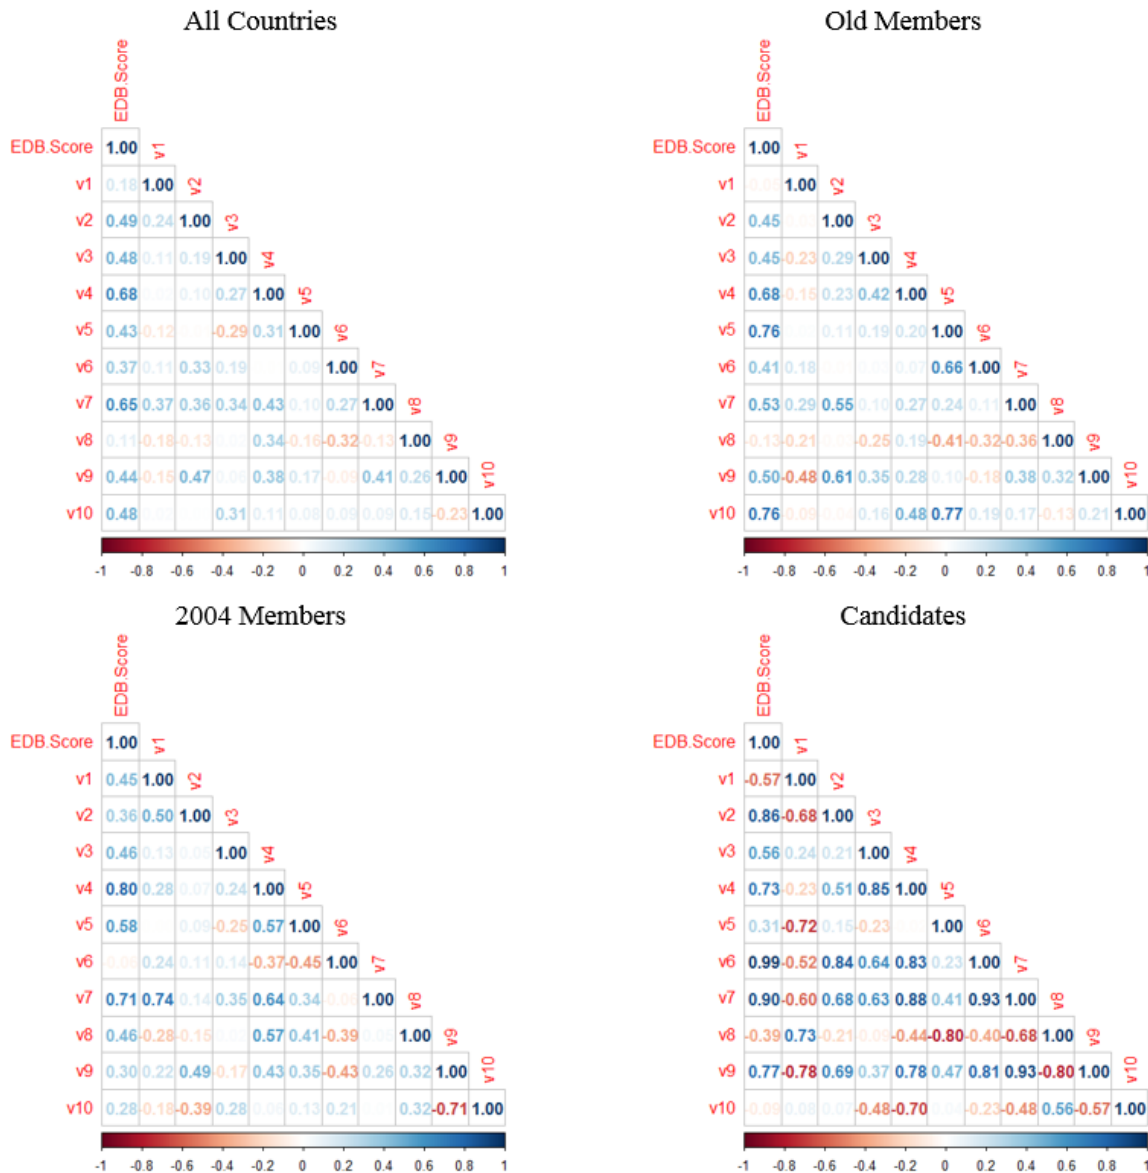 All Countries
EDB.Score
EDB.Score 1.00 v1
v1 0.18 1.00 v2
v2 0.49 0.24 1.00 v3
v3 0.48 0.11 0.19 1.00 v4
v4 0.68 0.10 0.27 1.00 v5
v5 0.43 -0.12 -0.29 0.31 1.00 v6
v6 0.37 0.11 0.33 0.19 0.09 1.00 v7
v7 0.65 0.37 0.36 0.34 0.43 0.10 0.27 1.00 v8
v8 0.11 -0.18 -0.13 0.34 -0.16 -0.32 -0.13 1.00 v9
v9 0.44 -0.15 0.47 0.38 0.17 -0.09 0.41 0.26 1.00 v10
v10 0.48 0.31 0.11 0.08 0.09 0.09 0.15 -0.23 1.00
-1 -0.8 -0.6 -0.4 -0.2 0 0.2 0.4 0.6 0.8 1
Old Members
EDB.Score
EDB.Score 1.00 v1
v1 1.00 v2
v2 0.45 1.00 v3
v3 0.45 -0.23 0.29 1.00 v4
v4 0.68 -0.15 0.23 0.42 1.00 v5
v5 0.76 0.11 0.19 0.20 1.00 v6
v6 0.41 0.18 0.07 0.66 1.00 v7
v7 0.53 0.29 0.55 0.10 0.27 0.24 0.11 1.00 v8
v8 -0.13 -0.21 -0.25 0.19 -0.41 -0.32 -0.36 1.00 v9
v9 0.50 -0.48 0.61 0.35 0.28 0.10 -0.18 0.38 0.32 1.00 v10
v10 0.76 -0.09 0.16 0.48 0.77 0.19 0.17 -0.13 0.21 1.00
-1 -0.8 -0.6 -0.4 -0.2 0 0.2 0.4 0.6 0.8 1
2004 Members
EDB.Score
EDB.Score 1.00 v1
v1 0.45 1.00 v2
v2 0.36 0.50 1.00 v3
v3 0.46 0.13 0.05 1.00 v4
v4 0.80 0.28 0.07 0.24 1.00 v5
v5 0.58 0.09 -0.25 0.57 1.00 v6
v6 -0.06 0.24 0.11 0.14 -0.37 -0.45 1.00 v7
v7 0.71 0.74 0.14 0.35 0.64 0.34 -0.06 1.00 v8
v8 0.46 -0.28 -0.15 0.57 0.41 -0.39 0.05 1.00 v9
v9 0.30 0.22 0.49 -0.17 0.43 0.35 -0.43 0.26 0.32 1.00 v10
v10 0.28 -0.18 -0.39 0.28 0.06 0.13 0.21 0.32 -0.71 1.00
-1 -0.8 -0.6 -0.4 -0.2 0 0.2 0.4 0.6 0.8 1
Candidates
EDB.Score
EDB.Score 1.00 v1
v1 -0.57 1.00 v2
v2 0.86 -0.68 1.00 v3
v3 0.56 0.24 0.21 1.00 v4
v4 0.73 -0.23 0.51 0.85 1.00 v5
v5 0.31 -0.72 0.15 -0.23 1.00 v6
v6 0.99 -0.52 0.84 0.64 0.83 0.23 1.00 v7
v7 0.90 -0.60 0.68 0.63 0.88 0.41 0.93 1.00 v8
v8 -0.39 0.73 -0.21 -0.09 -0.44 -0.80 -0.40 -0.68 1.00 v9
v9 0.77 -0.78 0.69 0.37 0.78 0.47 0.81 0.93 -0.80 1.00 v10
v10 -0.09 0.08 0.07 -0.48 -0.70 -0.23 -0.48 0.56 -0.57 1.00
-1 -0.8 -0.6 -0.4 -0.2 0 0.2 0.4 0.6 0.8 1